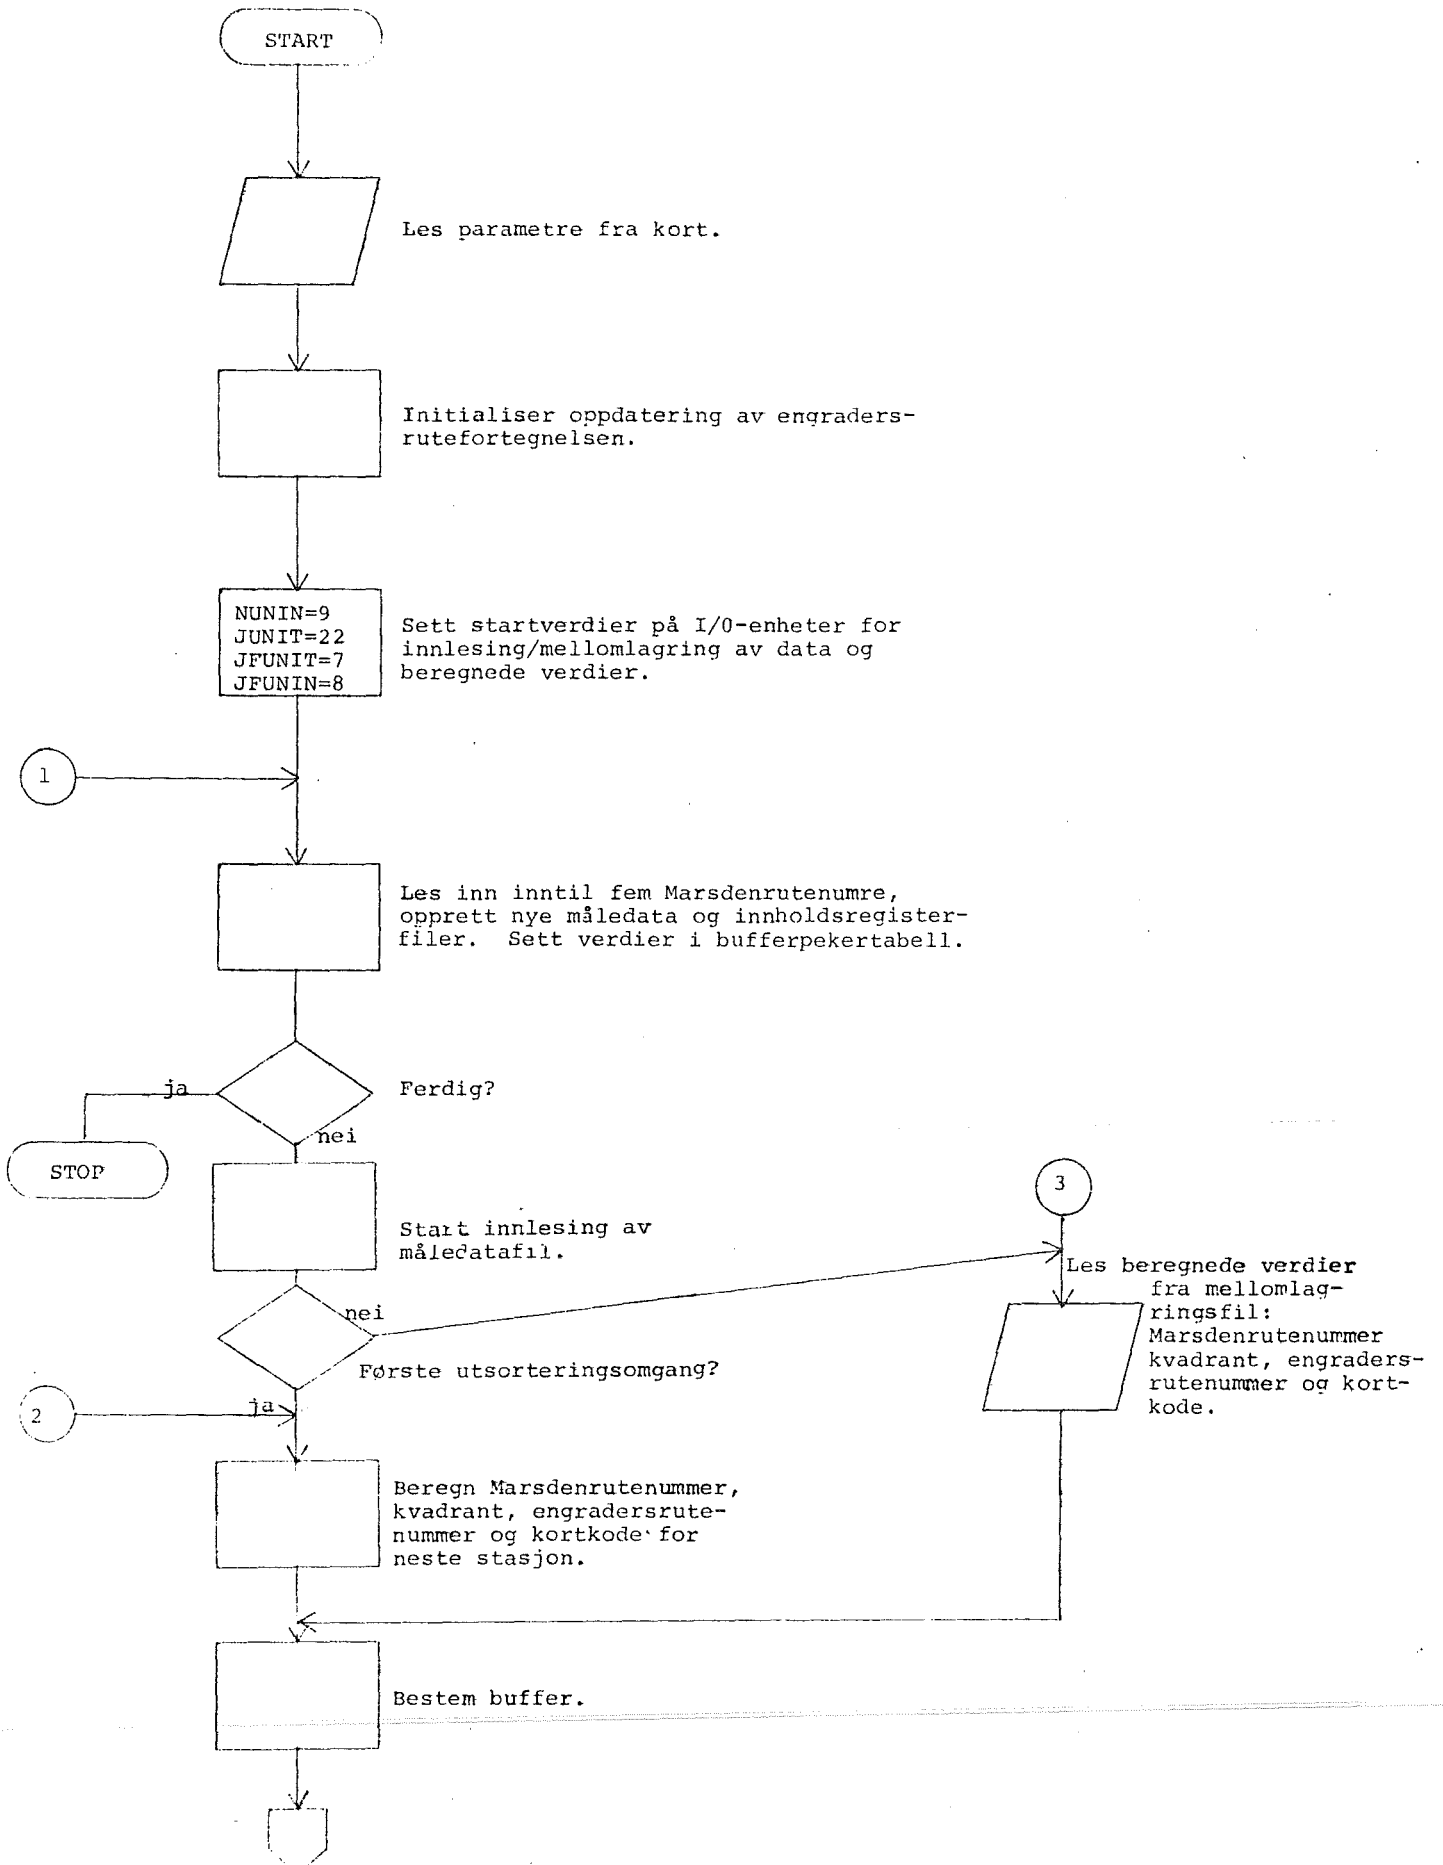 START
Les parametre fra kort.
Initialiser oppdatering av engraders-
rutefortegnelsen.
NUNIN=9
JUNIT=22
JFUNIT=7
JFUNIN=8
Sett startverdier på I/O-enheter for
innlesing/mellomlagring av data og
beregnede verdier.
1
Les inn inntil fem Marsdenrutenumre,
opprett nye måledata og innholdsregister-
filer. Sett verdier i bufferpekertabell.
ja
Ferdig?
nei
STOP
Start innlesing av
måledatafil.
3
Les beregnede verdier
fra mellomlag-
ringsfil:
Marsdenrutenummer
kvadrant, engraders-
rutenummer og kort-
kode.
nei
Første utsorteringsomgang?
2
ja
Beregn Marsdenrutenummer,
kvadrant, engradersrute-
nummer og kortkode for
neste stasjon.
Bestem buffer.